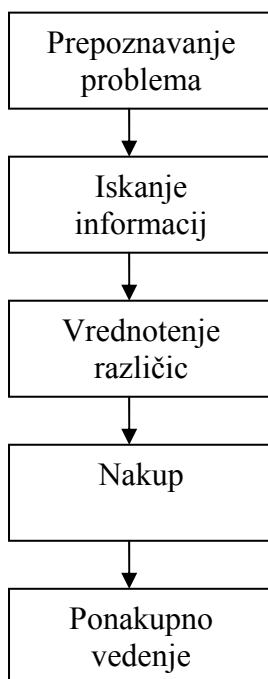 Prepoznavanje
problema
Iskanje
informacij
Vrednotenje
različic
Nakup
Ponakupno
vedenje